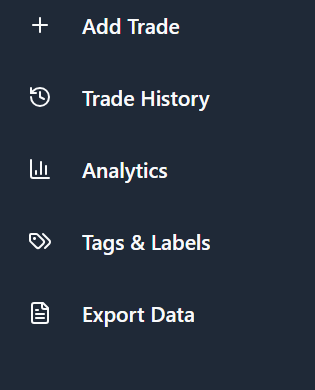 Add Trade
Trade History
Analytics
Tags & Labels
Export Data